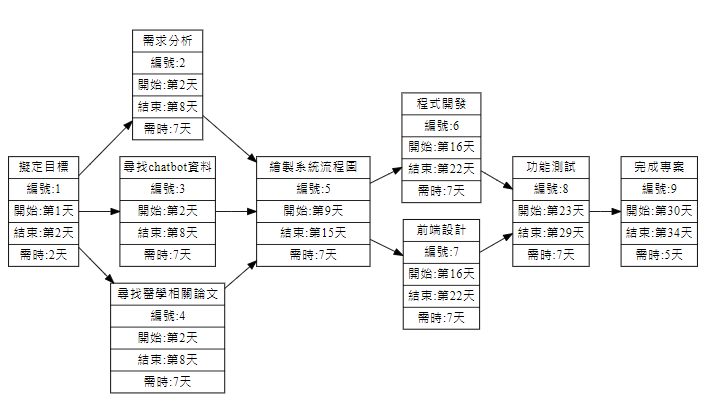 擬定目標
編號:1
開始:第1天
結束:第2天
需時:2天
需求分析
編號:2
開始:第2天
結束:第8天
需時:7天
尋找chatbot資料
編號:3
開始:第2天
結束:第8天
需時:7天
尋找醫學相關論文
編號:4
開始:第2天
結束:第8天
需時:7天
繪製系統流程圖
編號:5
開始:第9天
結束:第15天
需時:7天
程式開發
編號:6
開始:第16天
結束:第22天
需時:7天
前端設計
編號:7
開始:第16天
結束:第22天
需時:7天
功能測試
編號:8
開始:第23天
結束:第29天
需時:7天
完成專案
編號:9
開始:第30天
結束:第34天
需時:5天